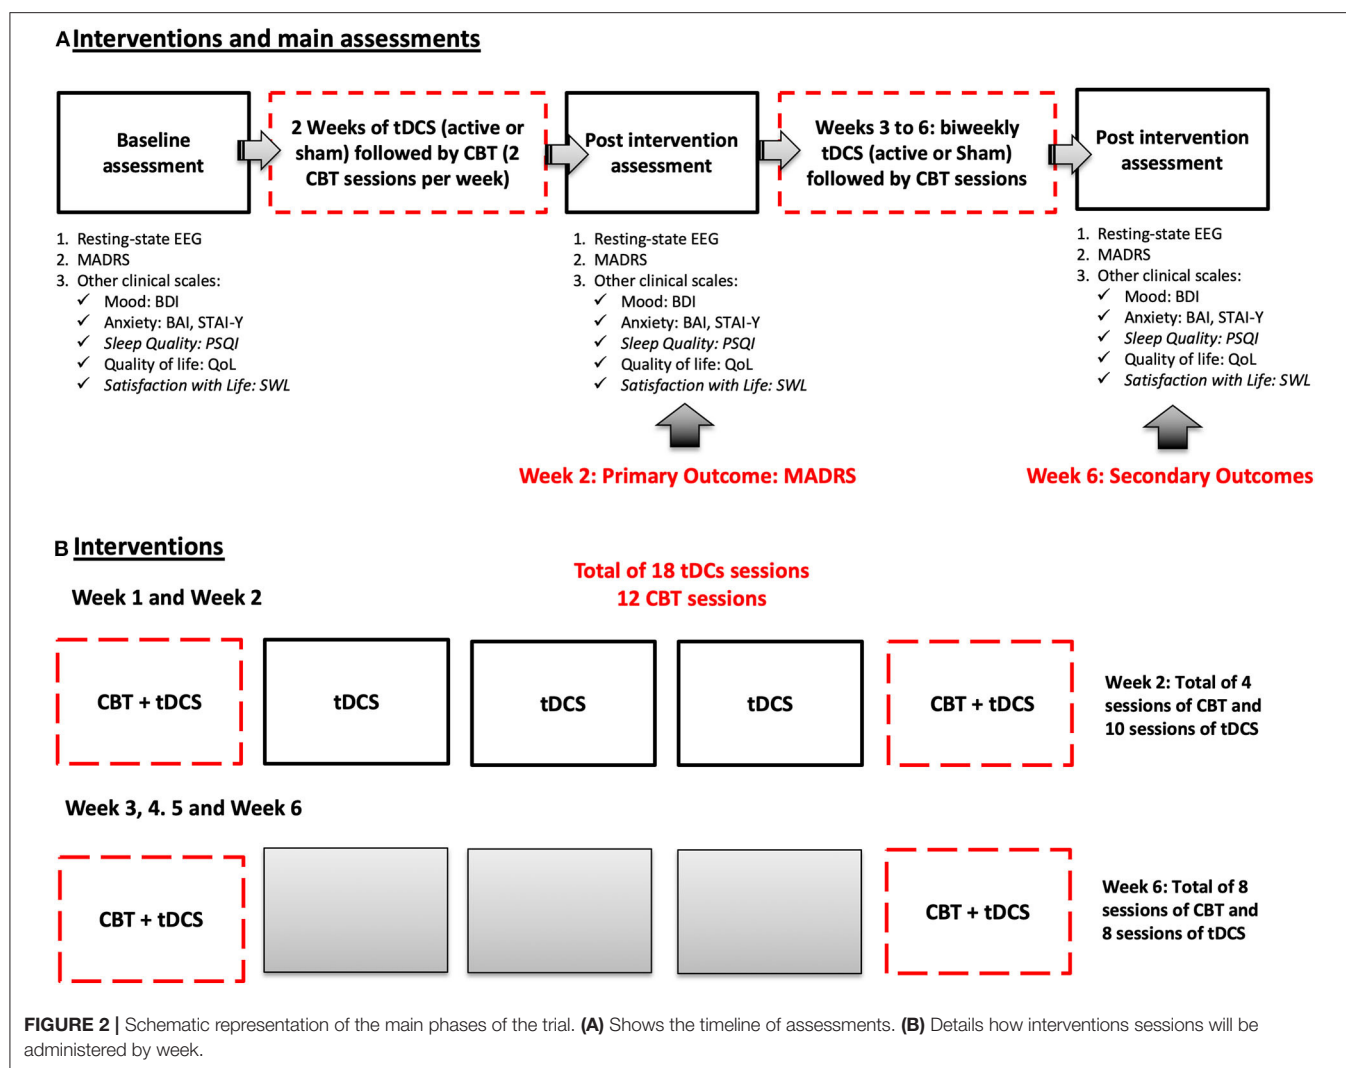 A Interventions and main assessments
Baseline
assessment
2 Weeks of tDCS (active or
sham) followed by CBT (2
CBT sessions per week)
Post intervention
assessment
Weeks 3 to 6: biweekly
tDCS (active or Sham)
followed by CBT sessions
Post intervention
assessment
1. Resting-state EEG
2. MADRS
3. Other clinical scales:
✓ Mood: BDI
✓ Anxiety: BAI, STAI-Y
✓ Sleep Quality: PSQI
✓ Quality of life: QoL
✓ Satisfaction with Life: SWL
1. Resting-state EEG
2. MADRS
3. Other clinical scales:
✓ Mood: BDI
✓ Anxiety: BAI, STAI-Y
✓ Sleep Quality: PSQI
✓ Quality of life: QoL
✓ Satisfaction with Life: SWL
1. Resting-state EEG
2. MADRS
3. Other clinical scales:
✓ Mood: BDI
✓ Anxiety: BAI, STAI-Y
✓ Sleep Quality: PSQI
✓ Quality of life: QoL
✓ Satisfaction with Life: SWL
Week 2: Primary Outcome: MADRS
Week 6: Secondary Outcomes
B Interventions
Total of 18 tDCs sessions
12 CBT sessions
Week 1 and Week 2
CBT + tDCS
tDCS
tDCS
tDCS
CBT + tDCS
Week 2: Total of 4
sessions of CBT and
10 sessions of tDCS
Week 3, 4. 5 and Week 6
CBT + tDCS
CBT + tDCS
Week 6: Total of 8
sessions of CBT and
8 sessions of tDCS
FIGURE 2 | Schematic representation of the main phases of the trial. (A) Shows the timeline of assessments. (B) Details how interventions sessions will be
administered by week.